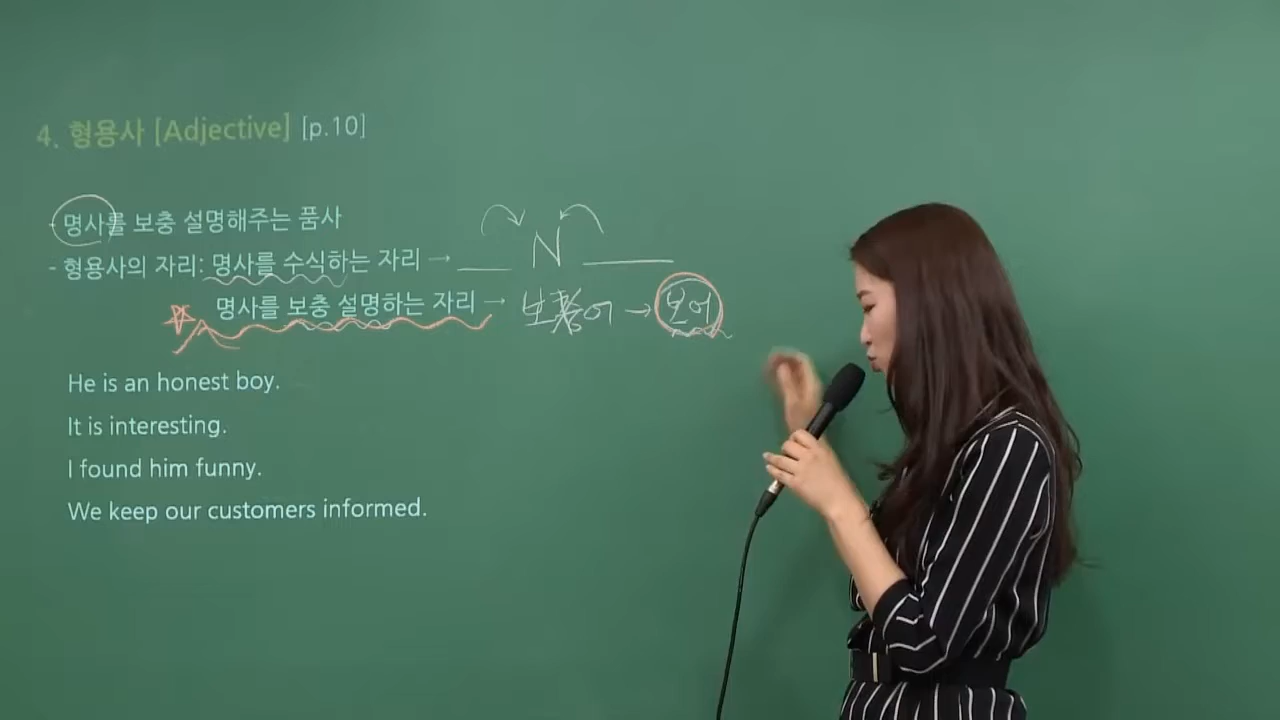 4. 형용사 [Adjective] [p.10]
- 명사를 보충 설명해주는 품사
- 형용사의 자리: 명사를 수식하는 자리 → ___ N ___
명사를 보충 설명하는 자리 → → 보어
He is an honest boy.
It is interesting.
I found him funny.
We keep our customers informed.